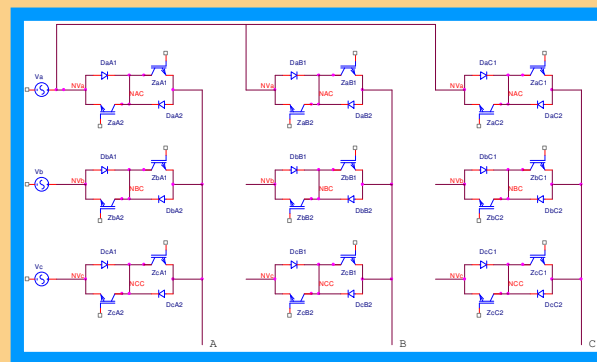 DaA1
DaB1
DaC1
Va
NVa
ZaA1
NVa
ZaB1
NVa
ZaC1
NAC
NAC
NAC
DaA2
DaB2
DaC2
ZaA2
ZaB2
ZaC2
DbA1
DbB1
DbC1
Vb
NVb
ZbA1
NVb
ZbB1
NVb
ZbC1
NBC
NBC
NBC
DbA2
DbB2
DbC2
ZbA2
ZbB2
ZbC2
DcA1
DcB1
DcC1
Vc
NVc
ZcA1
NVc
ZcB1
NVc
ZcC1
NCC
NCC
NCC
DcA2
DcB2
DcC2
ZcA2
ZcB2
ZcC2
A
B
C